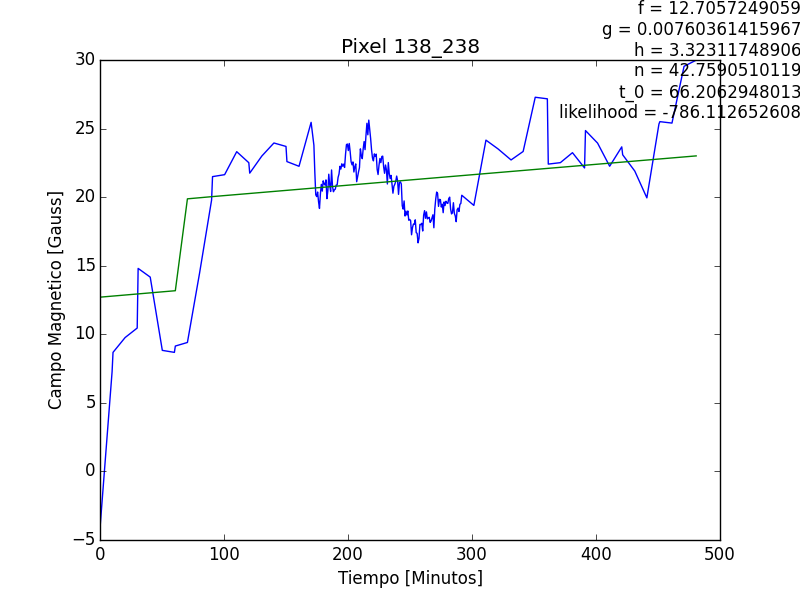 f = 12.7057249059
g = 0.00760361415967
h = 3.32311748906
n = 42.7590510119
t_0 = 66.2062948013
likelihood = -786.112652608
Pixel 138_238
30
25
20
15
10
5
0
−5
Campo Magnetico [Gauss]
0 100 200 300 400 500
Tiempo [Minutos]